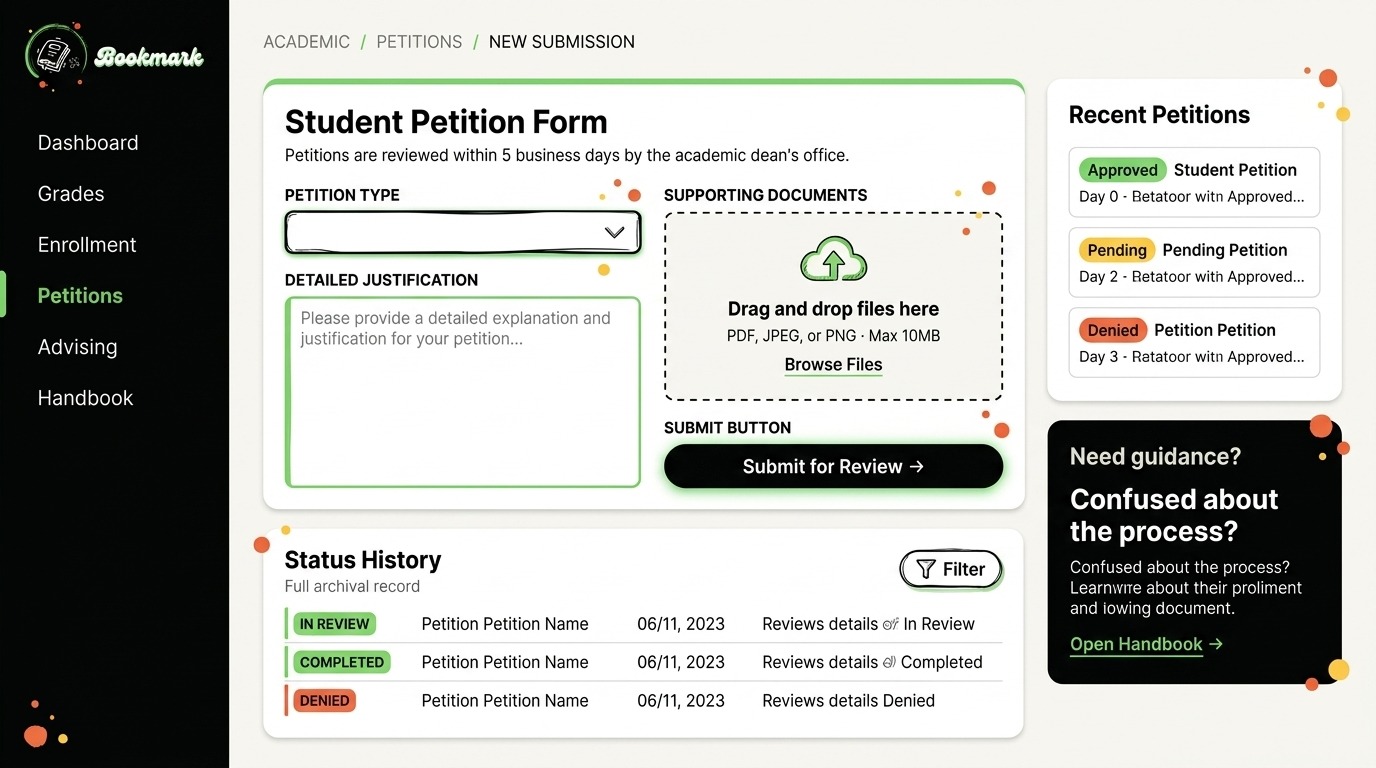 Bookmark
Dashboard
Grades
Enrollment
Petitions
Advising
Handbook
ACADEMIC / PETITIONS / NEW SUBMISSION
Student Petition Form
Petitions are reviewed within 5 business days by the academic dean's office.
PETITION TYPE
DETAILED JUSTIFICATION
Please provide a detailed explanation and
justification for your petition...
SUPPORTING DOCUMENTS
Drag and drop files here
PDF, JPEG, or PNG · Max 10MB
Browse Files
SUBMIT BUTTON
Submit for Review →
Status History
Full archival record
Filter
IN REVIEW Petition Petition Name 06/11, 2023 Reviews details In Review
COMPLETED Petition Petition Name 06/11, 2023 Reviews details Completed
DENIED Petition Petition Name 06/11, 2023 Reviews details Denied
Recent Petitions
Approved Student Petition
Day 0 - Betatoor with Approved...
Pending Pending Petition
Day 2 - Betatoor with Approved...
Denied Petition Petition
Day 3 - Ratatoor with Approved...
Need guidance?
Confused about
the process?
Confused about the process?
about their proliment
and iowing document.
Open Handbook →